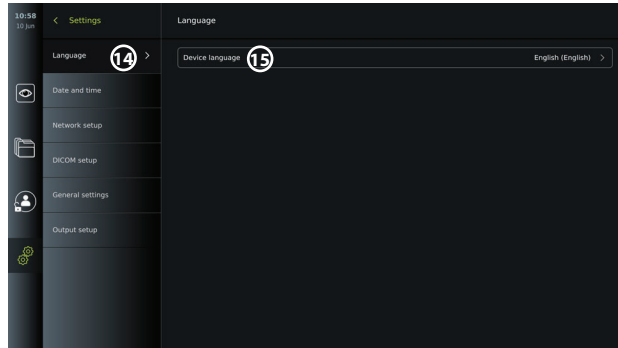 10:58
10 Jun
Settings
Language
Language
14
Device language
15
English (English)
Date and time
Network setup
DICOM setup
General settings
Output setup